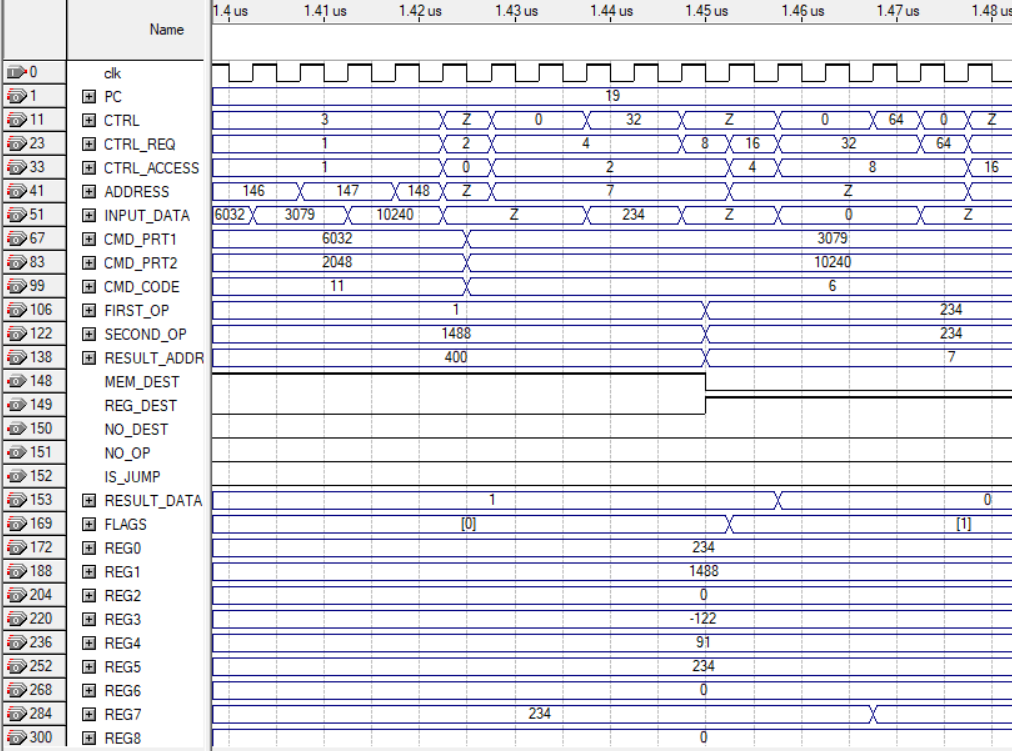 1.4 us 1.41 us 1.42 us 1.43 us 1.44 us 1.45 us 1.46 us 1.47 us 1.48 us
Name
0 clk
1 PC 19
11 CTRL 3 Z 0 32 Z 0 64 0 Z
23 CTRL_REQ 1 2 4 8 16 32 64
33 CTRL_ACCESS 1 0 2 4 8 16
41 ADDRESS 146 147 148 Z 7 Z
51 INPUT_DATA 6032 3079 10240 Z 234 Z 0 Z
67 CMD_PRT1 6032 3079
83 CMD_PRT2 2048 10240
99 CMD_CODE 11 6
106 FIRST_OP 1 234
122 SECOND_OP 1488 234
138 RESULT_ADDR 400 7
148 MEM_DEST
149 REG_DEST
150 NO_DEST
151 NO_OP
152 IS_JUMP
153 RESULT_DATA 1 0
169 FLAGS [0] [1]
172 REG0 234
188 REG1 1488
204 REG2 0
220 REG3 -122
236 REG4 91
252 REG5 234
268 REG6 0
284 REG7 234
300 REG8 0